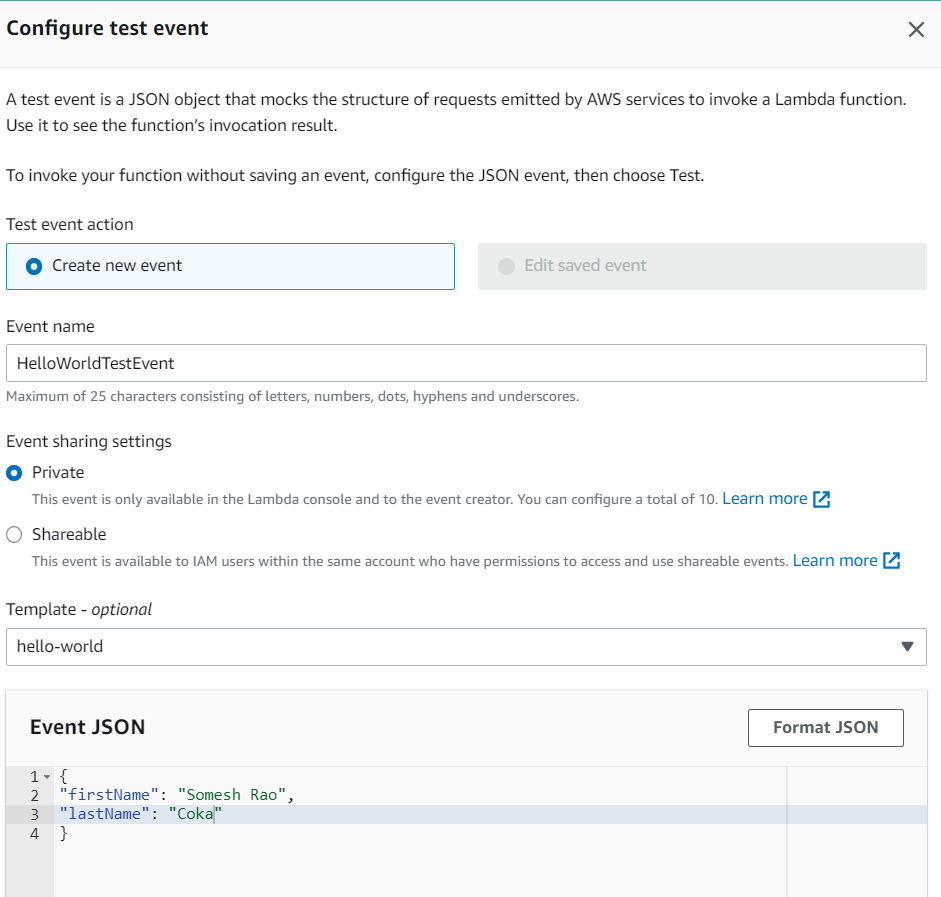 Configure test event
A test event is a JSON object that mocks the structure of requests emitted by AWS services to invoke a Lambda function.
Use it to see the function’s invocation result.
To invoke your function without saving an event, configure the JSON event, then choose Test.
Test event action
Create new event
Edit saved event
Event name
HelloWorldTestEvent
Maximum of 25 characters consisting of letters, numbers, dots, hyphens and underscores.
Event sharing settings
Private
This event is only available in the Lambda console and to the event creator. You can configure a total of 10. Learn more
Shareable
This event is available to IAM users within the same account who have permissions to access and use shareable events. Learn more
Template - optional
hello-world
Event JSON
Format JSON
1 {
2 "firstName": "Somesh Rao",
3 "lastName": "Coka"
4 }